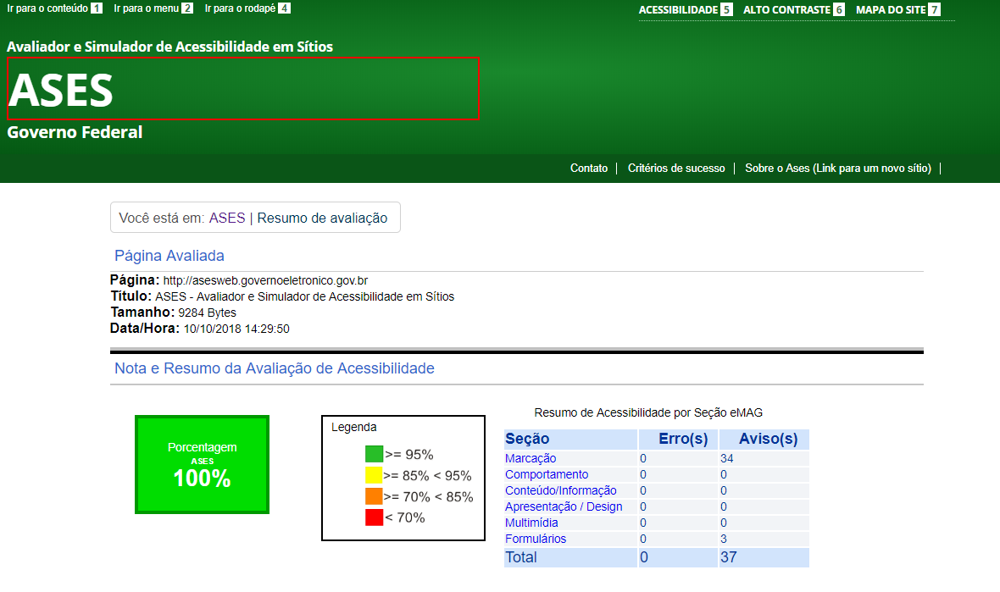 Ir para o conteúdo 1 Ir para o menu 2 Ir para o rodapé 4
ACESSIBILIDADE 5 ALTO CONTRASTE 6 MAPA DO SITE 7
Avaliador e Simulador de Acessibilidade em Sítios
ASES
Governo Federal
Contato | Critérios de sucesso | Sobre o Ases (Link para um novo sítio) |
Você está em: ASES | Resumo de avaliação
Página Avaliada
Página: http://asesweb.governoeletronico.gov.br
Título: ASES - Avaliador e Simulador de Acessibilidade em Sítios
Tamanho: 9284 Bytes
Data/Hora: 10/10/2018 14:29:50
Nota e Resumo da Avaliação de Acessibilidade
Porcentagem
ASES
100%
Legenda
>= 95%
>= 85% < 95%
>= 70% < 85%
< 70%
Resumo de Acessibilidade por Seção eMAG
Seção Erro(s) Aviso(s)
Marcação 0 34
Comportamento 0 0
Conteúdo/Informação 0 0
Apresentação / Design 0 0
Multimídia 0 0
Formulários 0 3
Total 0 37